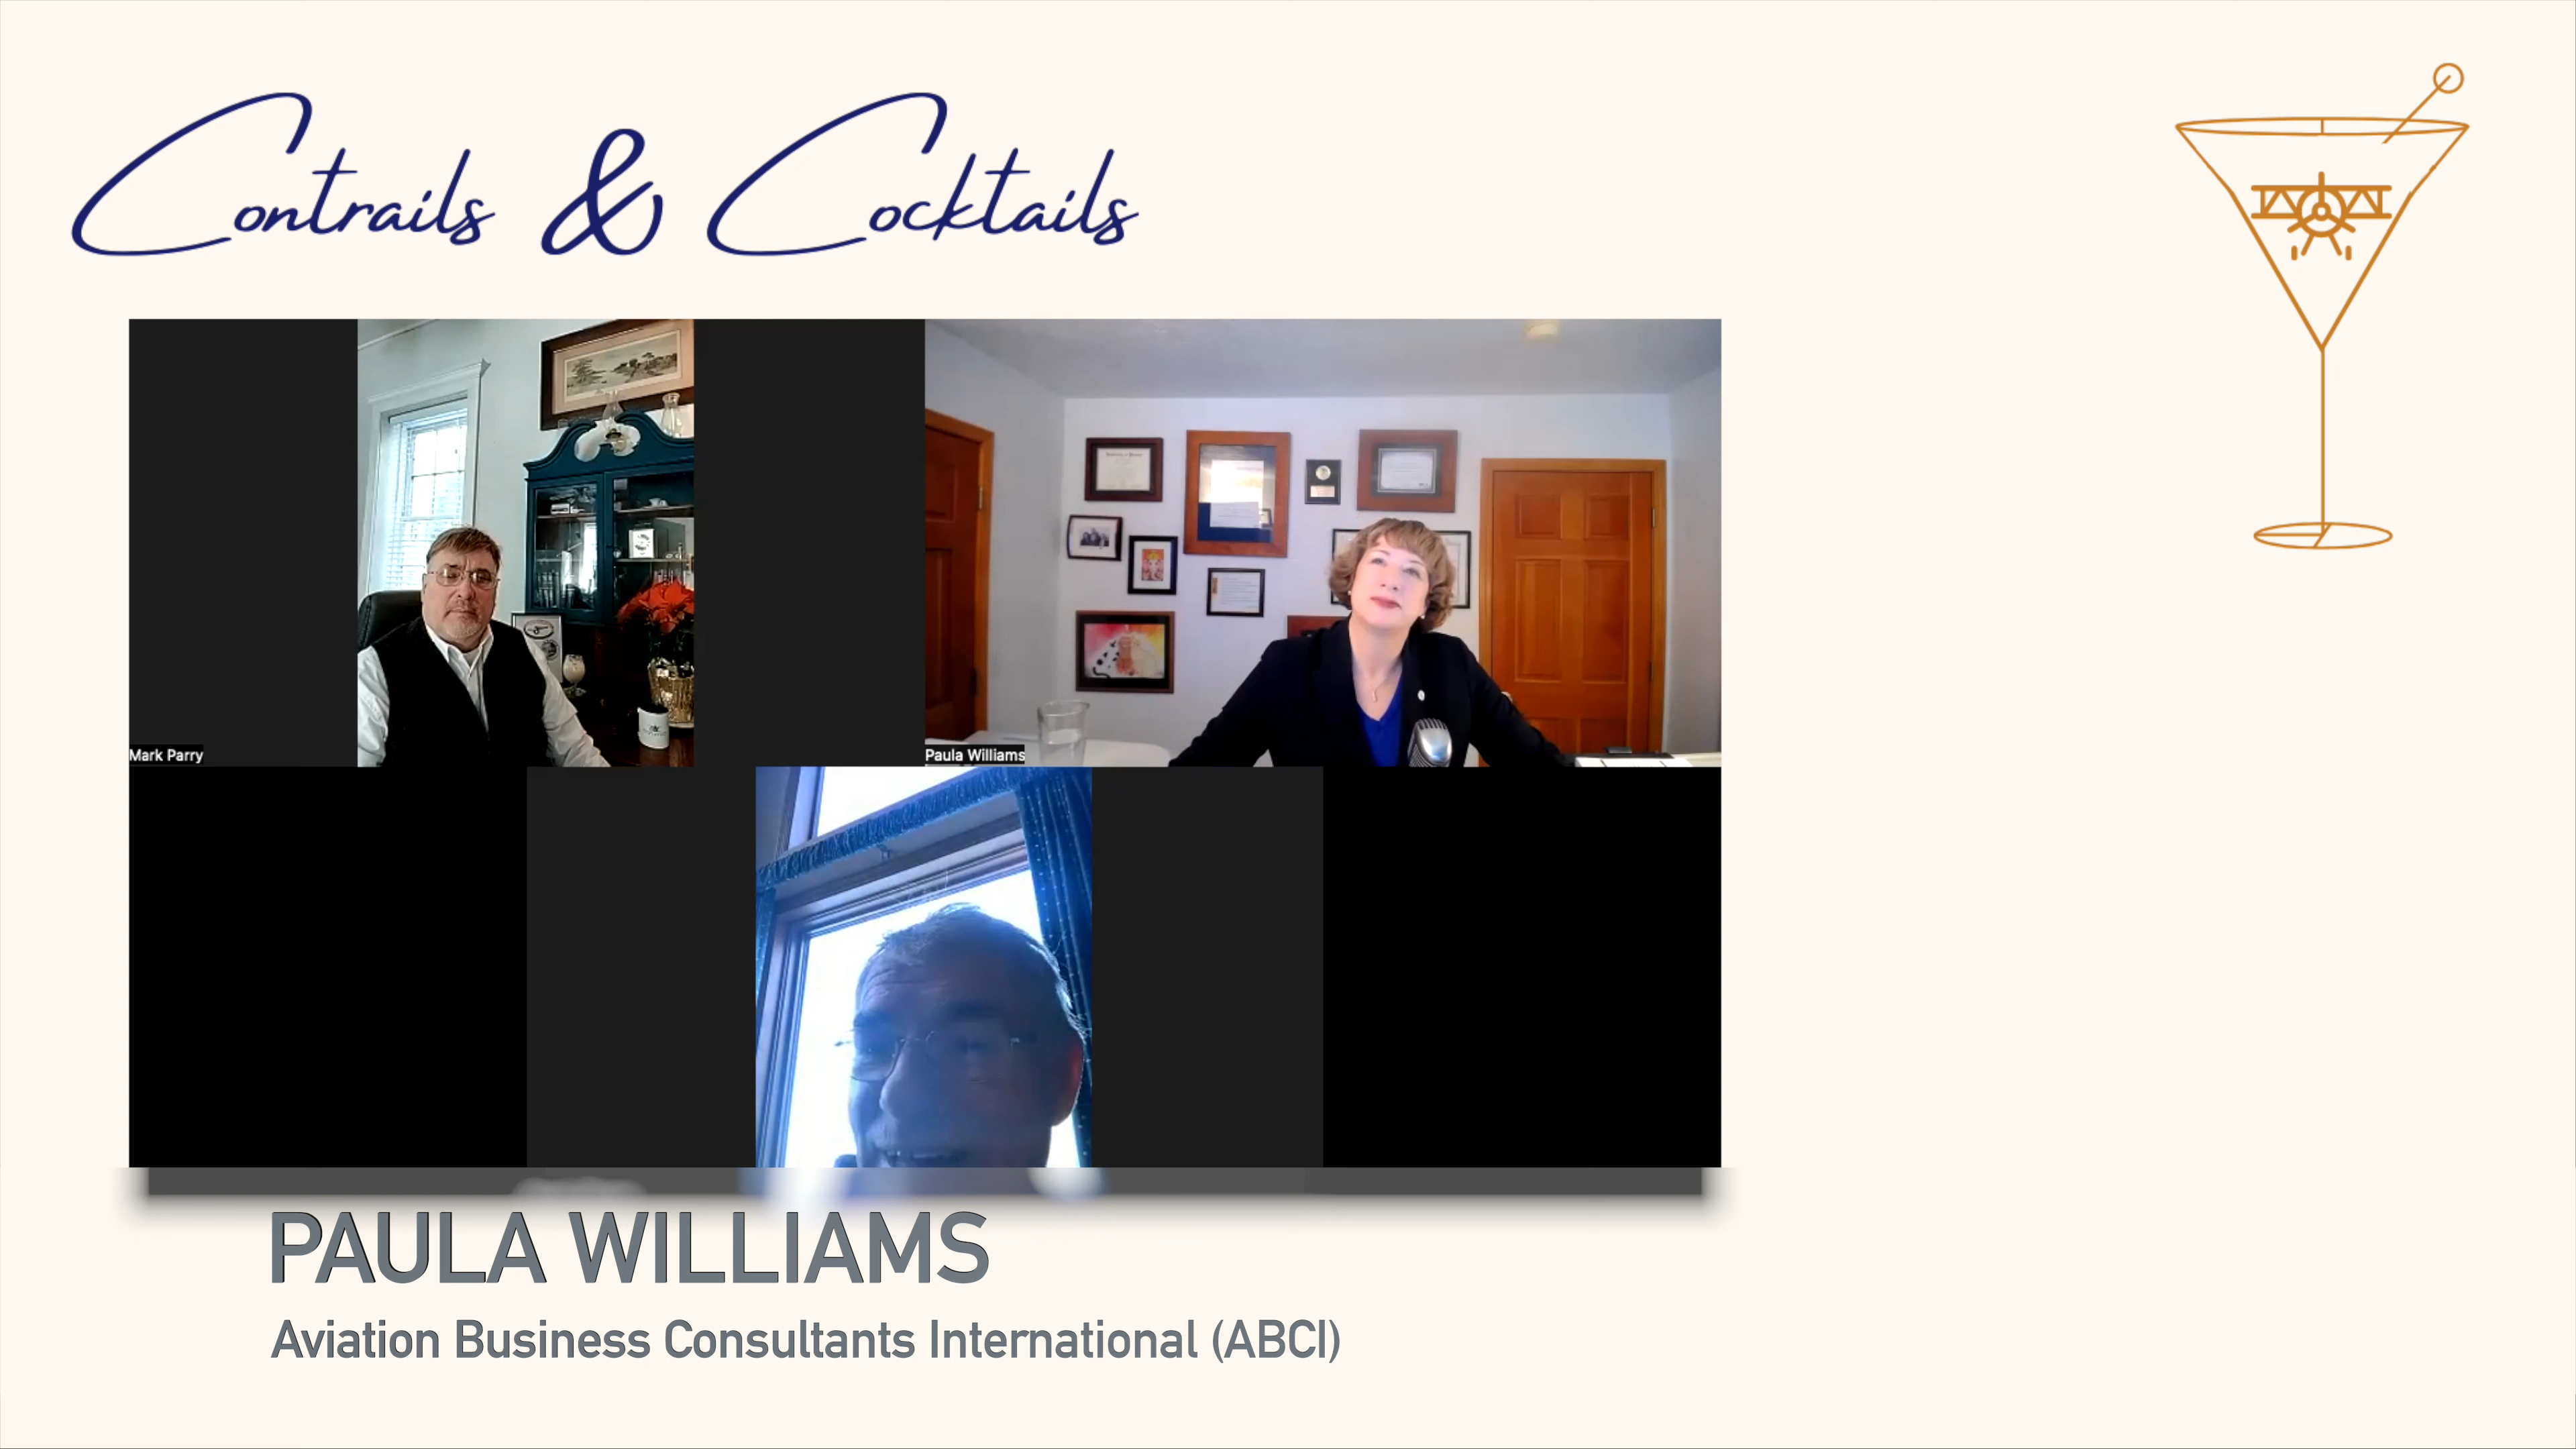 Contrails & Cocktails
Mark Parry
Paula Williams
PAULA WILLIAMS
Aviation Business Consultants International (ABCI)